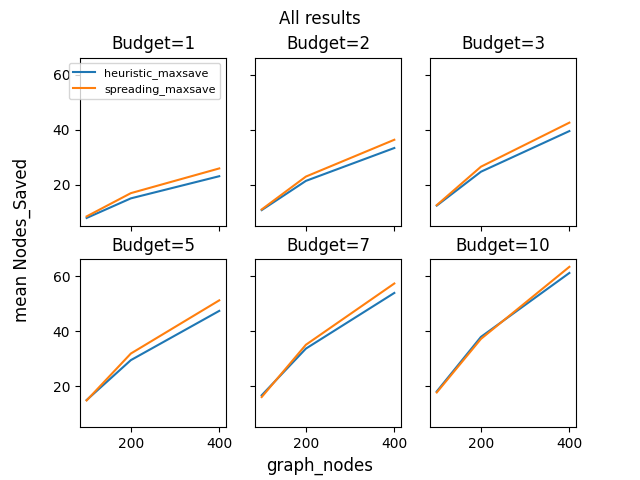 All results
Budget=1 Budget=2 Budget=3
60
40
20
heuristic_maxsave
spreading_maxsave
mean Nodes_Saved
Budget=5 Budget=7 Budget=10
60
40
20
200 400 200 400 200 400
graph_nodes